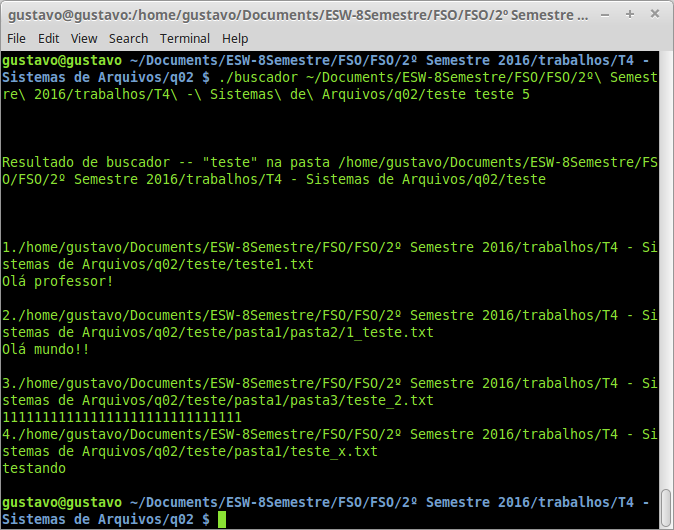 gustavo@gustavo:/home/gustavo/Documents/ESW-8Semestre/FSO/FSO/2º Semestre ...
File Edit View Search Terminal Help
gustavo@gustavo ~/Documents/ESW-8Semestre/FSO/FSO/2º Semestre 2016/trabalhos/T4 -
Sistemas de Arquivos/q02 $ ./buscador ~/Documents/ESW-8Semestre/FSO/FSO/2º\ Semest
re\ 2016/trabalhos/T4\ -\ Sistemas\ de\ Arquivos/q02/teste teste 5
Resultado de buscador -- "teste" na pasta /home/gustavo/Documents/ESW-8Semestre/FS
O/FSO/2º Semestre 2016/trabalhos/T4 - Sistemas de Arquivos/q02/teste
1./home/gustavo/Documents/ESW-8Semestre/FSO/FSO/2º Semestre 2016/trabalhos/T4 - Si
stemas de Arquivos/q02/teste/teste1.txt
Olá professor!
2./home/gustavo/Documents/ESW-8Semestre/FSO/FSO/2º Semestre 2016/trabalhos/T4 - Si
stemas de Arquivos/q02/teste/pasta1/pasta2/1_teste.txt
Olá mundo!!
3./home/gustavo/Documents/ESW-8Semestre/FSO/FSO/2º Semestre 2016/trabalhos/T4 - Si
stemas de Arquivos/q02/teste/pasta1/pasta3/teste_2.txt
111111111111111111111111111111
4./home/gustavo/Documents/ESW-8Semestre/FSO/FSO/2º Semestre 2016/trabalhos/T4 - Si
stemas de Arquivos/q02/teste/pasta1/teste_x.txt
testando
gustavo@gustavo ~/Documents/ESW-8Semestre/FSO/FSO/2º Semestre 2016/trabalhos/T4 -
Sistemas de Arquivos/q02 $